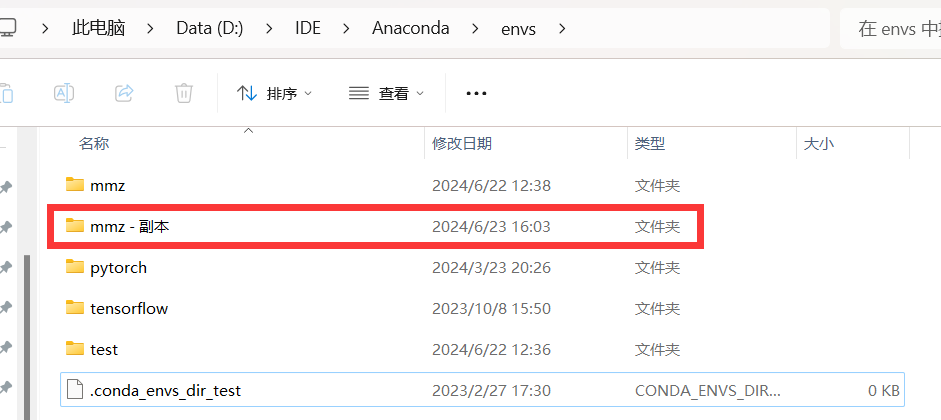 此电脑 > Data (D:) > IDE > Anaconda > envs >
在 envs 中
排序 查看
名称 修改日期 类型 大小
mmz 2024/6/22 12:38 文件夹
mmz - 副本 2024/6/23 16:03 文件夹
pytorch 2024/3/23 20:26 文件夹
tensorflow 2023/10/8 15:50 文件夹
test 2024/6/22 12:36 文件夹
.conda_envs_dir_test 2023/2/27 17:30 CONDA_ENVS_DIR... 0 KB